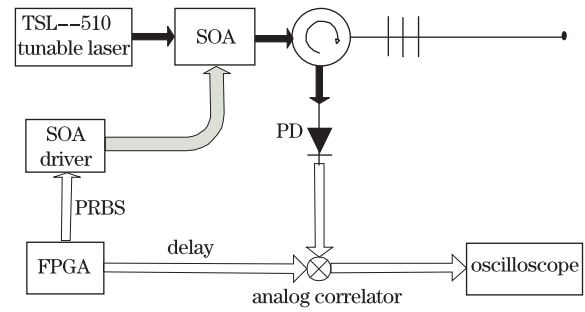 TSL--510
tunable laser
SOA
PD
SOA
driver
PRBS
FPGA
delay
analog correlator
oscilloscope